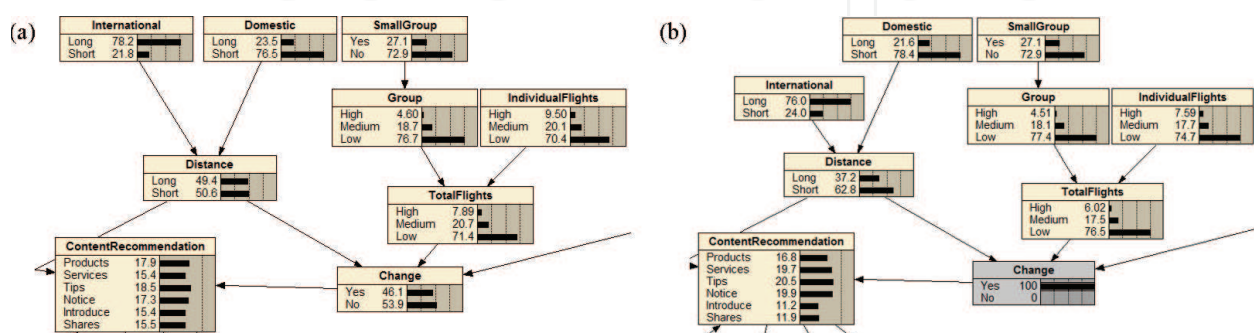 (a)
International
Long 78.2
Short 21.8
Domestic
Long 23.5
Short 76.5
SmallGroup
Yes 27.1
No 72.9
Group
High 4.60
Medium 18.7
Low 76.7
IndividualFlights
High 9.50
Medium 20.1
Low 70.4
Distance
Long 49.4
Short 50.6
TotalFlights
High 7.89
Medium 20.7
Low 71.4
ContentRecommendation
Products 17.9
Services 15.4
Tips 18.5
Notice 17.3
Introduce 15.4
Shares 15.5
Change
Yes 46.1
No 53.9
(b)
Domestic
Long 21.6
Short 78.4
SmallGroup
Yes 27.1
No 72.9
International
Long 76.0
Short 24.0
Group
High 4.51
Medium 18.1
Low 77.4
IndividualFlights
High 7.59
Medium 17.7
Low 74.7
Distance
Long 37.2
Short 62.8
TotalFlights
High 6.02
Medium 17.5
Low 76.5
ContentRecommendation
Products 16.8
Services 19.7
Tips 20.5
Notice 19.9
Introduce 11.2
Shares 11.9
Change
Yes 100
No 0